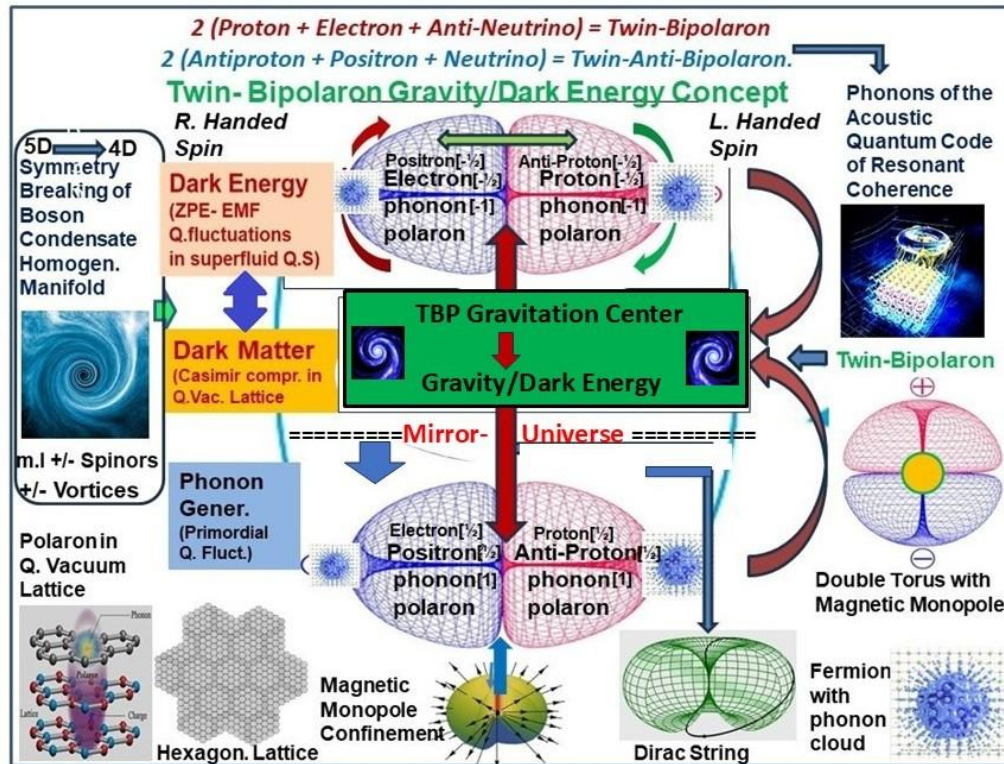 2 (Proton + Electron + Anti-Neutrino) = Twin-Bipolaron
2 (Antiproton + Positron + Neutrino) = Twin-Anti-Bipolaron.
Twin- Bipolaron Gravity/Dark Energy Concept
5D 4D
Symmetry
Breaking of
Boson
Condensate
Homogen.
Manifold
m.l +/- Spinors
+/- Vortices
R. Handed
Spin
Dark Energy
(ZPE- EMF
Q.fluctuations
in superfluid Q.S)
Dark Matter
(Casimir compr. in
Q.Vac. Lattice)
Positron[-½]
Electron[-½]
phonon[-1]
polaron
Anti-Proton[-½]
Proton[-½]
phonon[-1]
polaron
L. Handed
Spin
Phonons of the
Acoustic
Quantum Code
of Resonant
Coherence
TBP Gravitation Center
Gravity/Dark Energy
=========Mirror- Universe ==========
Twin-Bipolaron
+
−
Double Torus with
Magnetic Monopole
Phonon
Gener.
(Primordial
Q. Fluct.)
Electron[½]
Positron[½]
phonon[1]
polaron
Proton[½]
Anti-Proton[½]
phonon[1]
polaron
Polaron in
Q. Vacuum
Lattice
Phonon
Polaron
Lattice
Charge
Hexagon. Lattice
Magnetic
Monopole
Confinement
Dirac String
Fermion
with
phonon
cloud